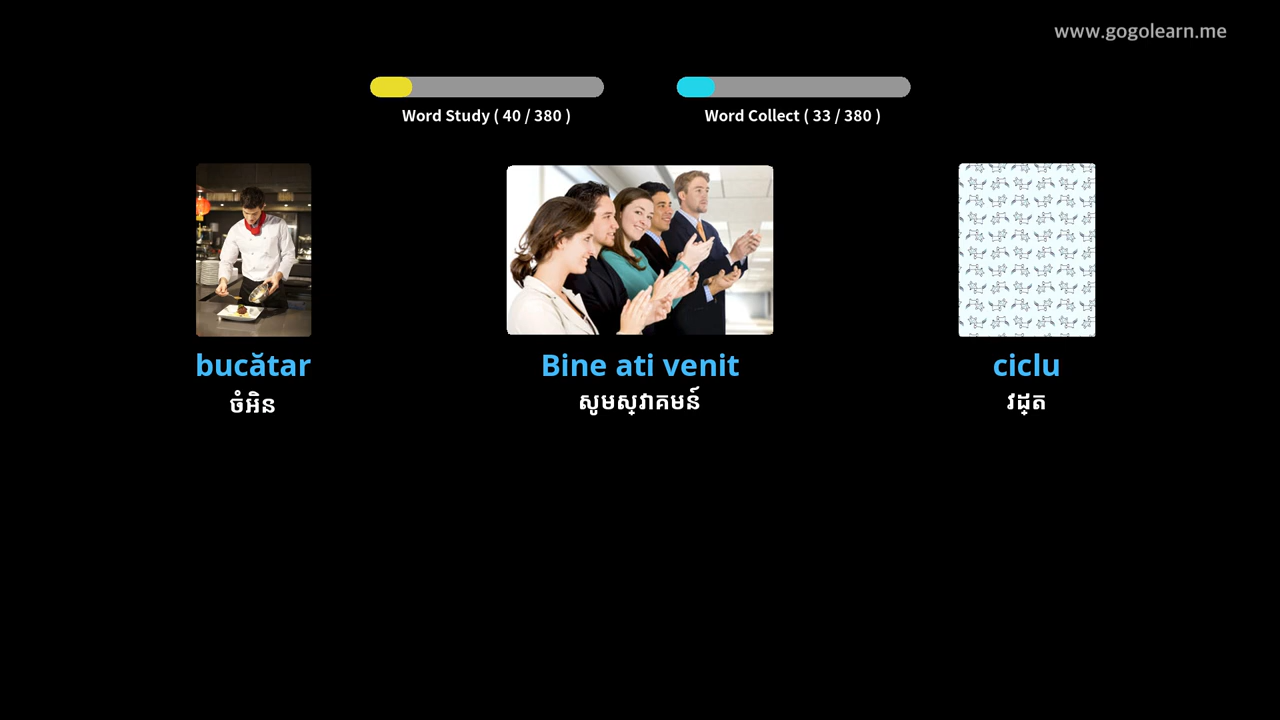 www.gogolearn.me
Word Study ( 40 / 380 )
Word Collect ( 33 / 380 )
bucătar
Bine ati venit
ciclu
ចំអិន
សូមស្វាគមន៍
វដ្ត